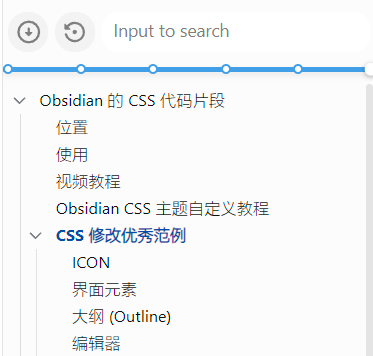 Input to search
Obsidian 的 CSS 代码片段
位置
使用
视频教程
Obsidian CSS 主题自定义教程
CSS 修改优秀范例
ICON
界面元素
大纲 (Outline)
编辑器